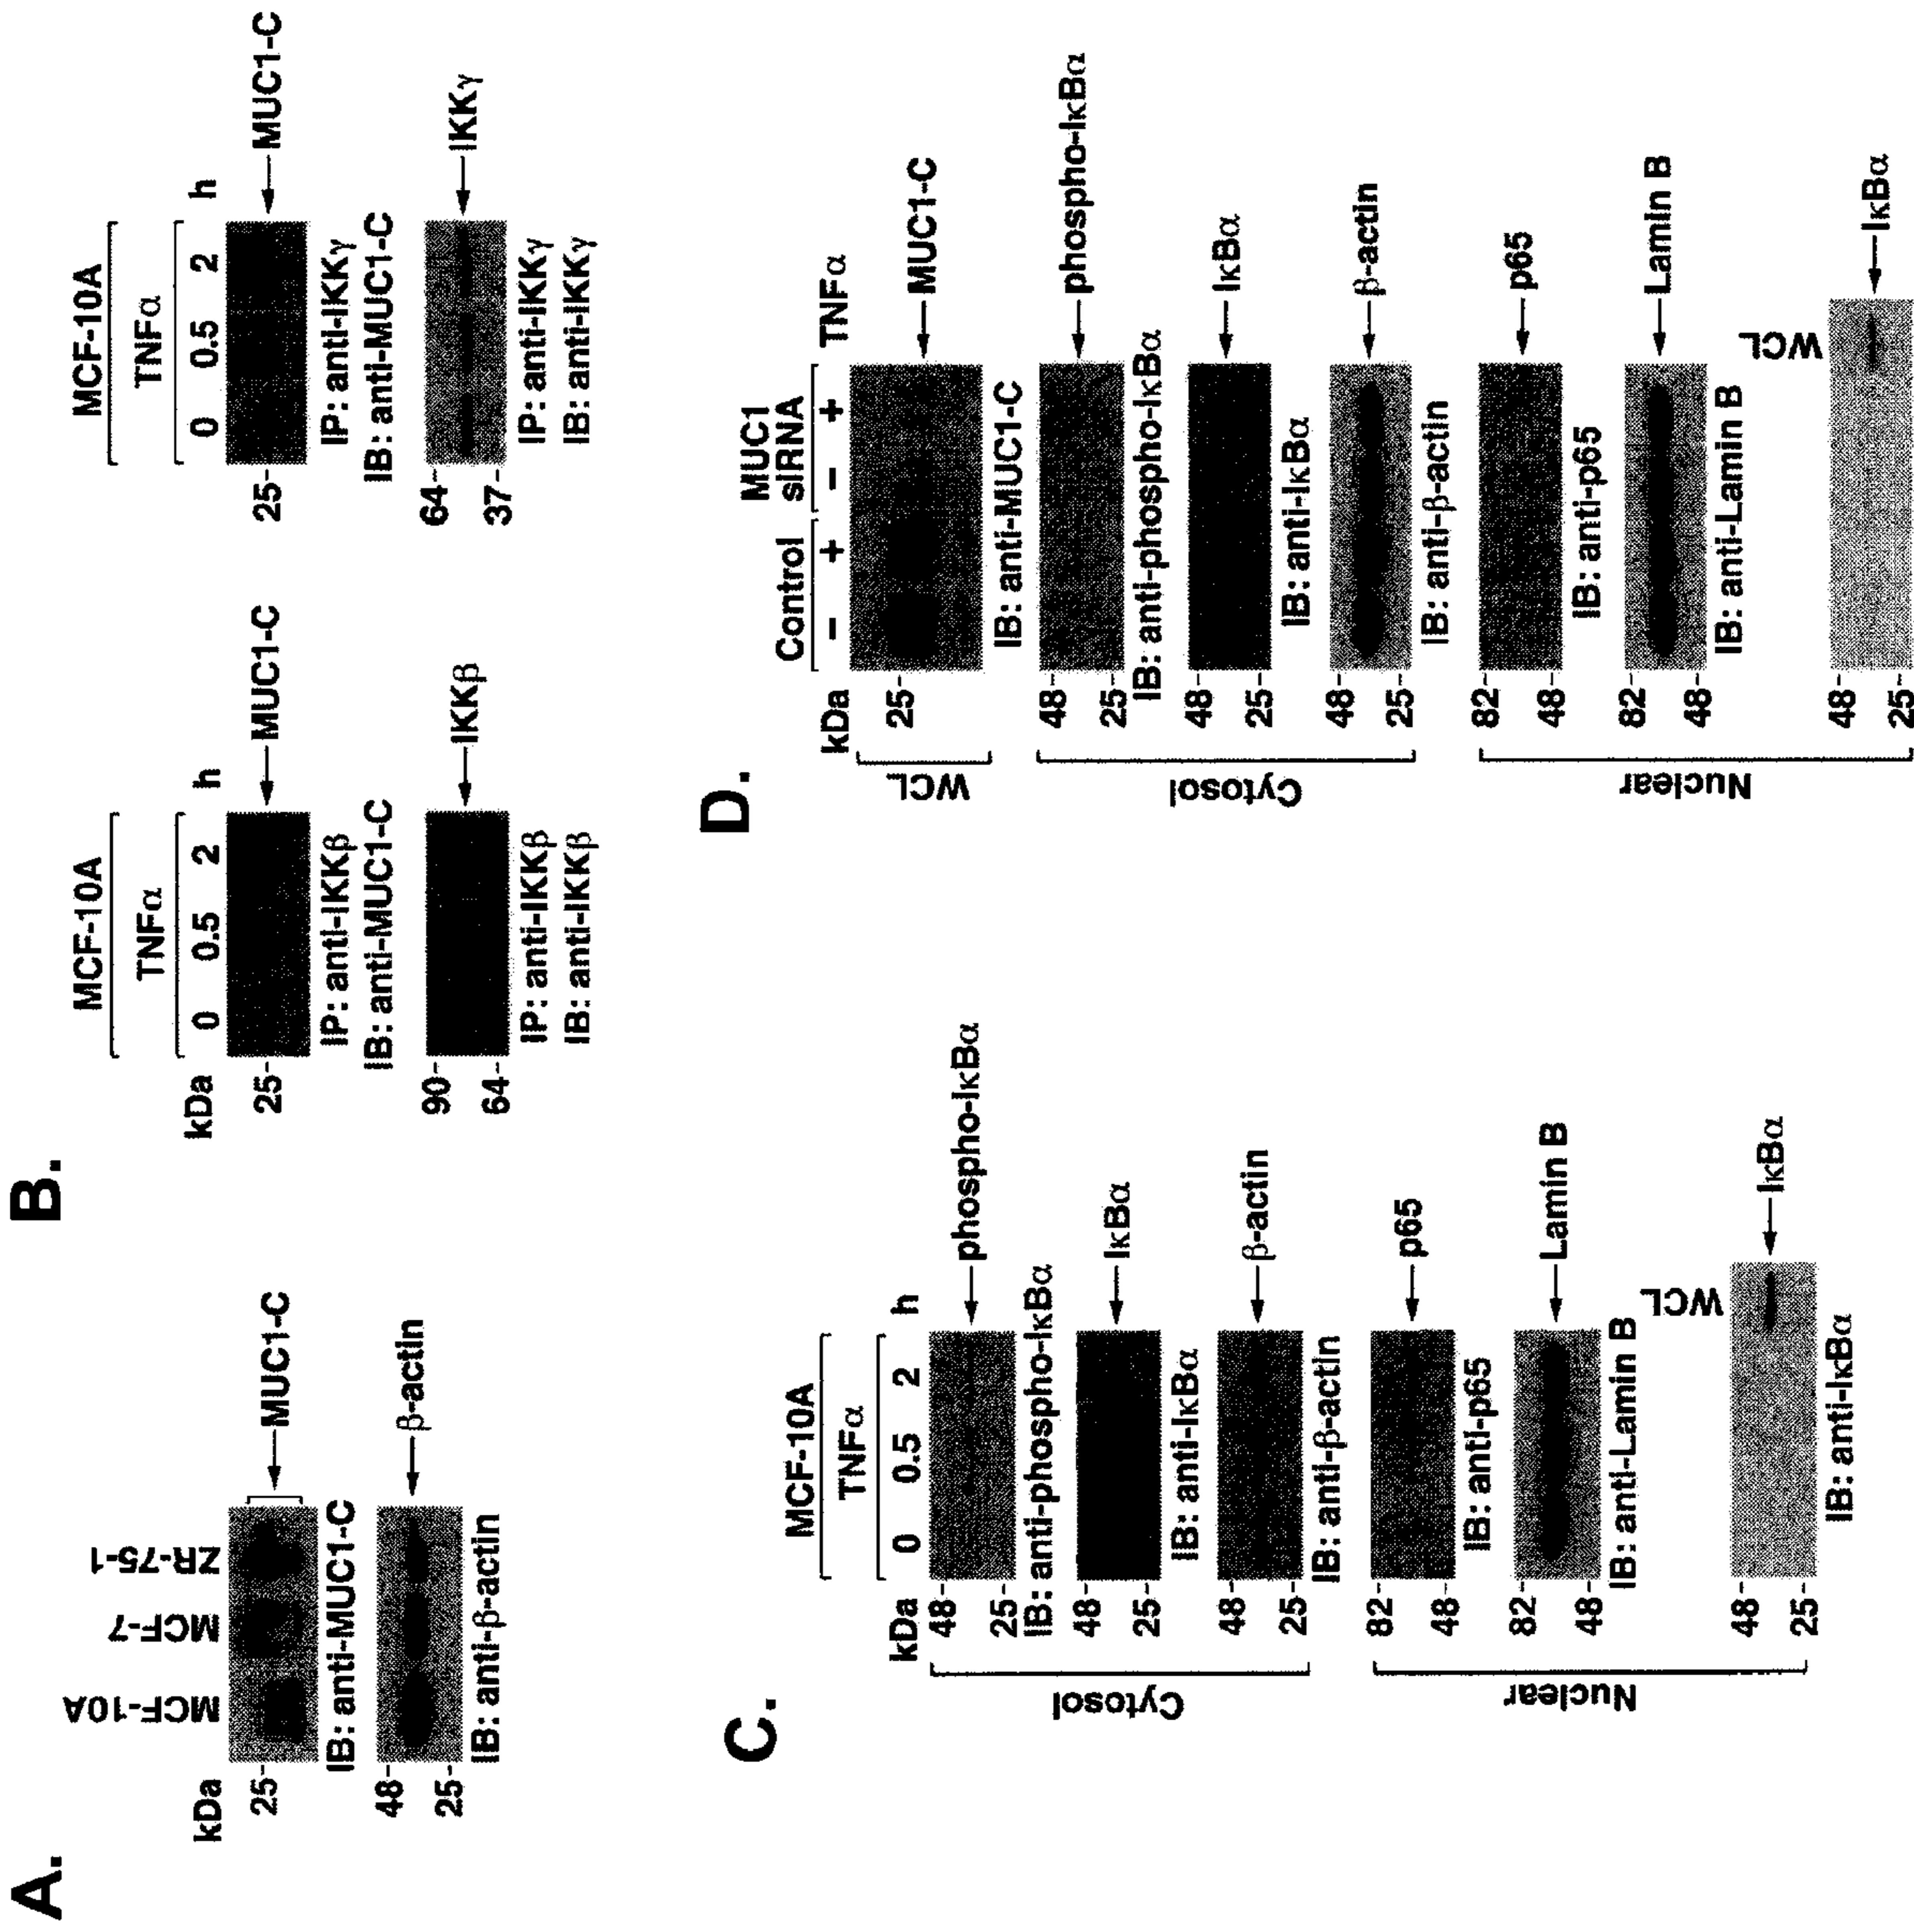 A.
MCF-10A MCF-7 ZR-75-1
kDa
25-
MUC1-C
IB: anti-MUC1-C
48-
25-
β-actin
IB: anti-β-actin
B.
MCF-10A
TNFα
kDa 0 0.5 2 h
25-
MUC1-C
IP: anti-IKKβ
IB: anti-MUC1-C
90-
64-
IKKβ
IP: anti-IKKβ
IB: anti-IKKβ
MCF-10A
TNFα
0 0.5 2 h
25-
MUC1-C
IP: anti-IKKγ
IB: anti-MUC1-C
64-
37-
IKKγ
IP: anti-IKKγ
IB: anti-IKKγ
C.
MCF-10A
TNFα
kDa 0 0.5 2 h
Cytosol
48-
25-
phospho-IκBα
IB: anti-phospho-IκBα
48-
25-
IκBα
IB: anti-IκBα
48-
25-
β-actin
IB: anti-β-actin
Nuclear
82-
48-
p65
IB: anti-p65
82-
48-
Lamin B
IB: anti-Lamin B
WCL
48-
25-
IκBα
IB: anti-IκBα
D.
Control MUC1 siRNA
kDa - + - + TNFα
WCL
25-
MUC1-C
IB: anti-MUC1-C
Cytosol
48-
25-
phospho-IκBα
IB: anti-phospho-IκBα
48-
25-
IκBα
IB: anti-IκBα
48-
25-
β-actin
IB: anti-β-actin
Nuclear
82-
48-
p65
IB: anti-p65
82-
48-
Lamin B
IB: anti-Lamin B
WCL
48-
25-
IκBα